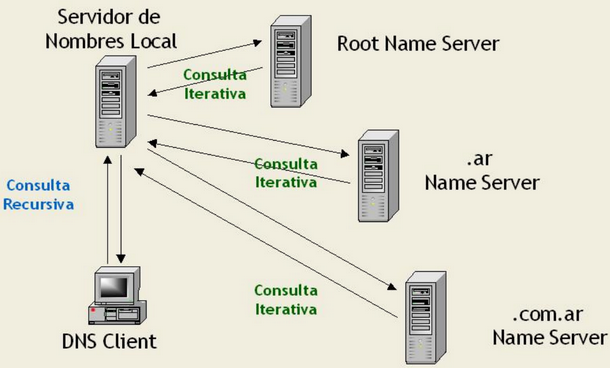 Servidor de
Nombres Local
Root Name Server
Consulta
Iterativa
.ar
Name Server
Consulta
Iterativa
Consulta
Recursiva
Consulta
Iterativa
.com.ar
Name Server
DNS Client